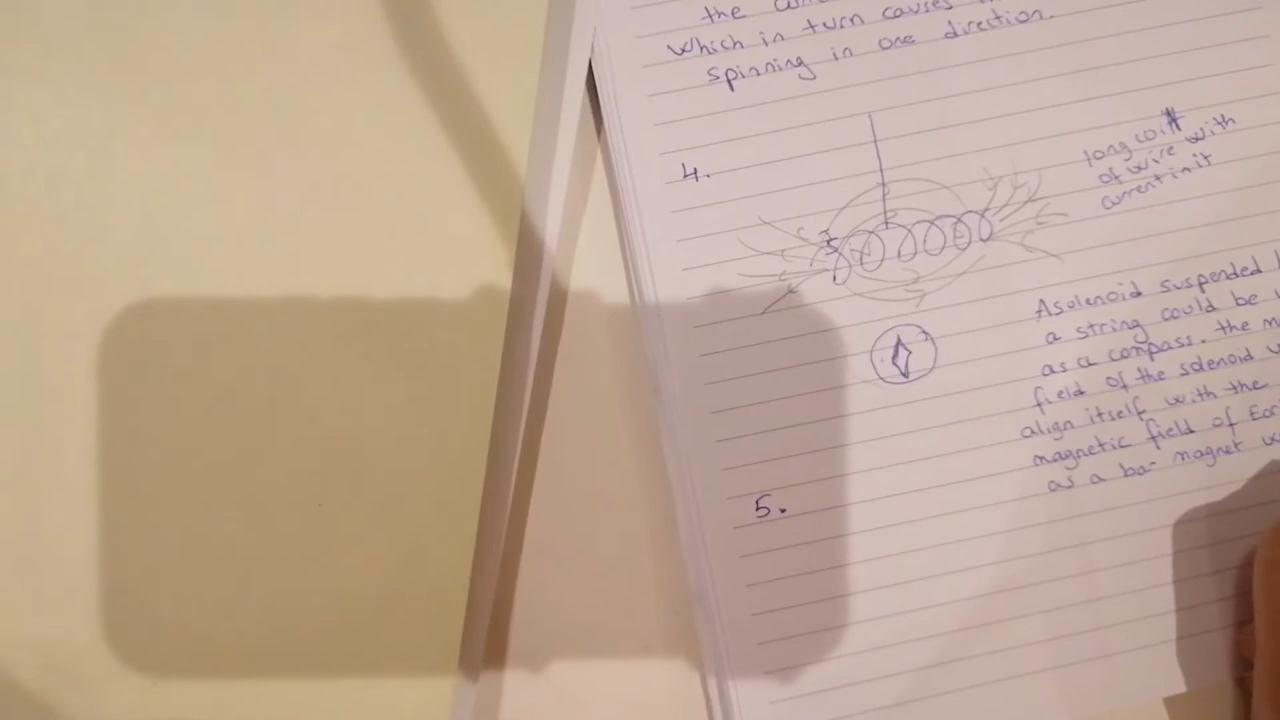 the
which in turn causes
spinning in one direction.
4.
long coil
of wire with
current in it
A solenoid suspended
a string could be
as a compass. the
field of the solenoid
align itself with the
magnetic field of
as a bar magnet
5.